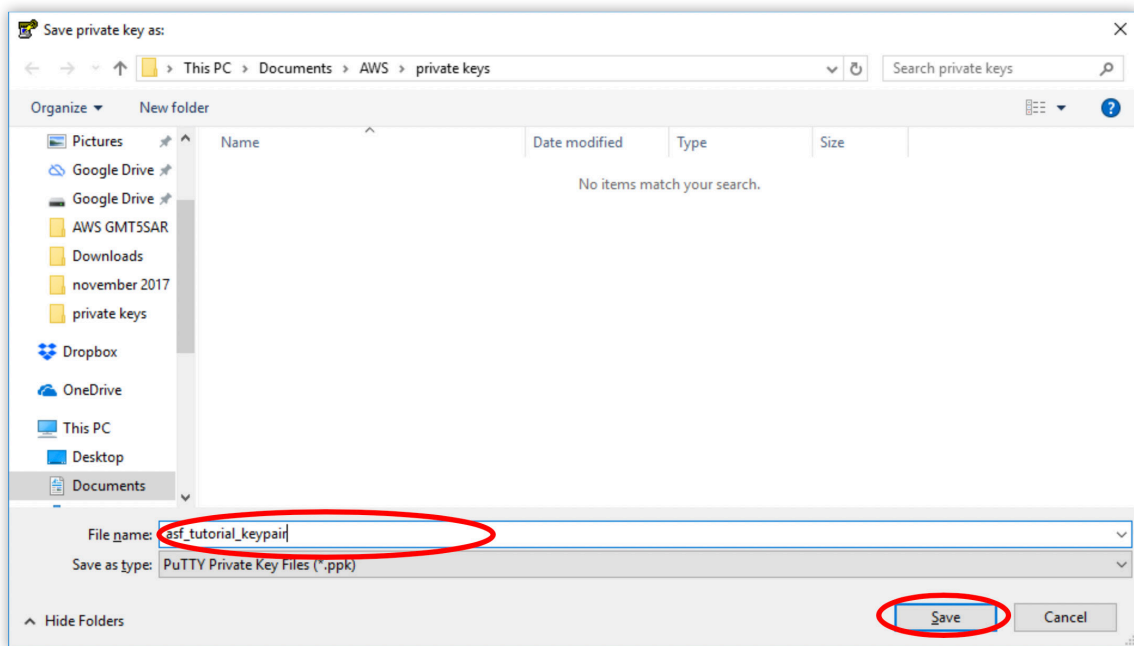 Save private key as:
This PC > Documents > AWS > private keys
Search private keys
Organize
New folder
Name
Date modified
Type
Size
No items match your search.
Pictures
Google Drive
Google Drive
AWS GMT5SAR
Downloads
november 2017
private keys
Dropbox
OneDrive
This PC
Desktop
Documents
File name: asf_tutorial_keypair
Save as type: PuTTY Private Key Files (*.ppk)
Hide Folders
Save
Cancel